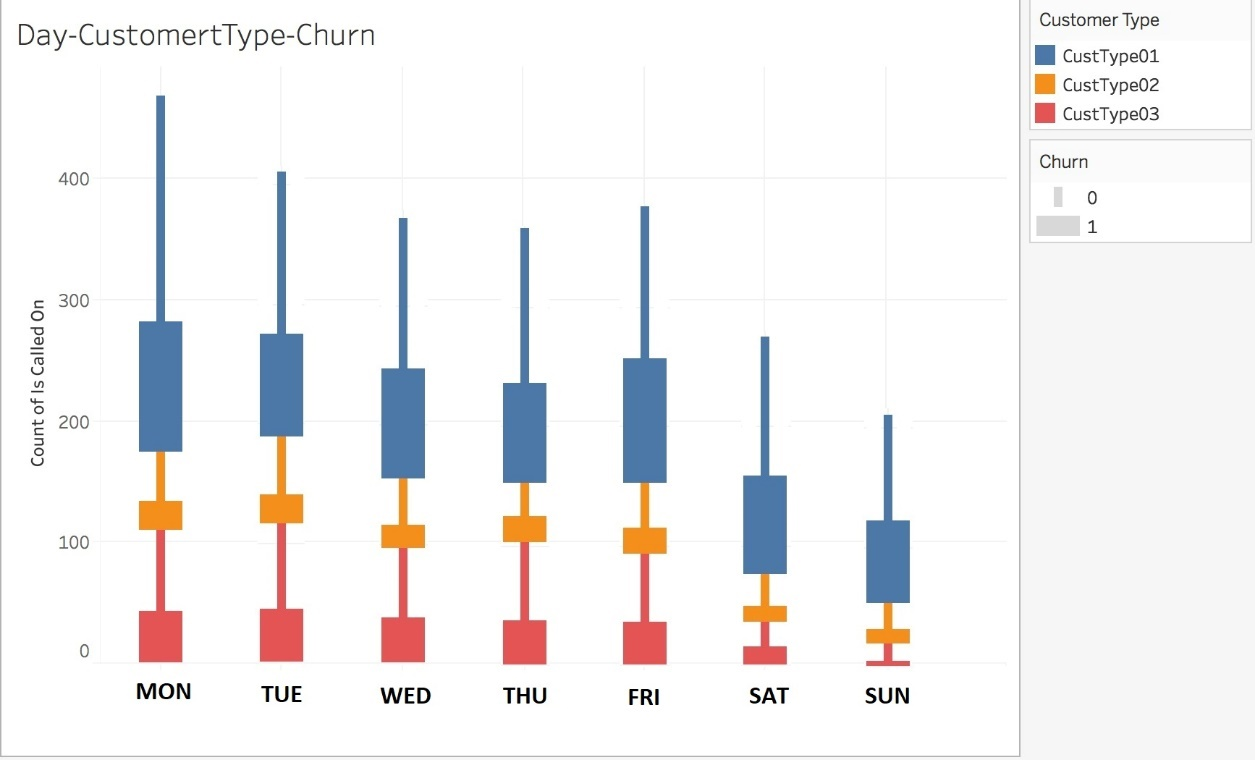 Day-CustomertType-Churn
Customer Type
CustType01
CustType02
CustType03
Churn
0
1
Count of Is Called On
400
300
200
100
0
MON TUE WED THU FRI SAT SUN